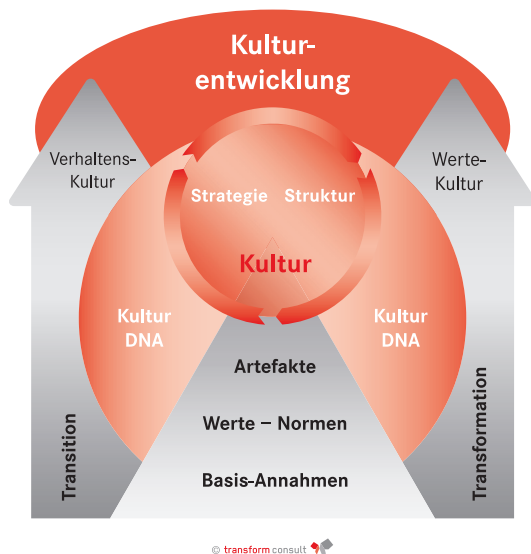 Kultur-
entwicklung
Verhaltens-
Kultur
Werte-
Kultur
Strategie Struktur
Kultur
Kultur
DNA
Kultur
DNA
Artefakte
Werte – Normen
Basis-Annahmen
Transition
Transformation
© transform consult